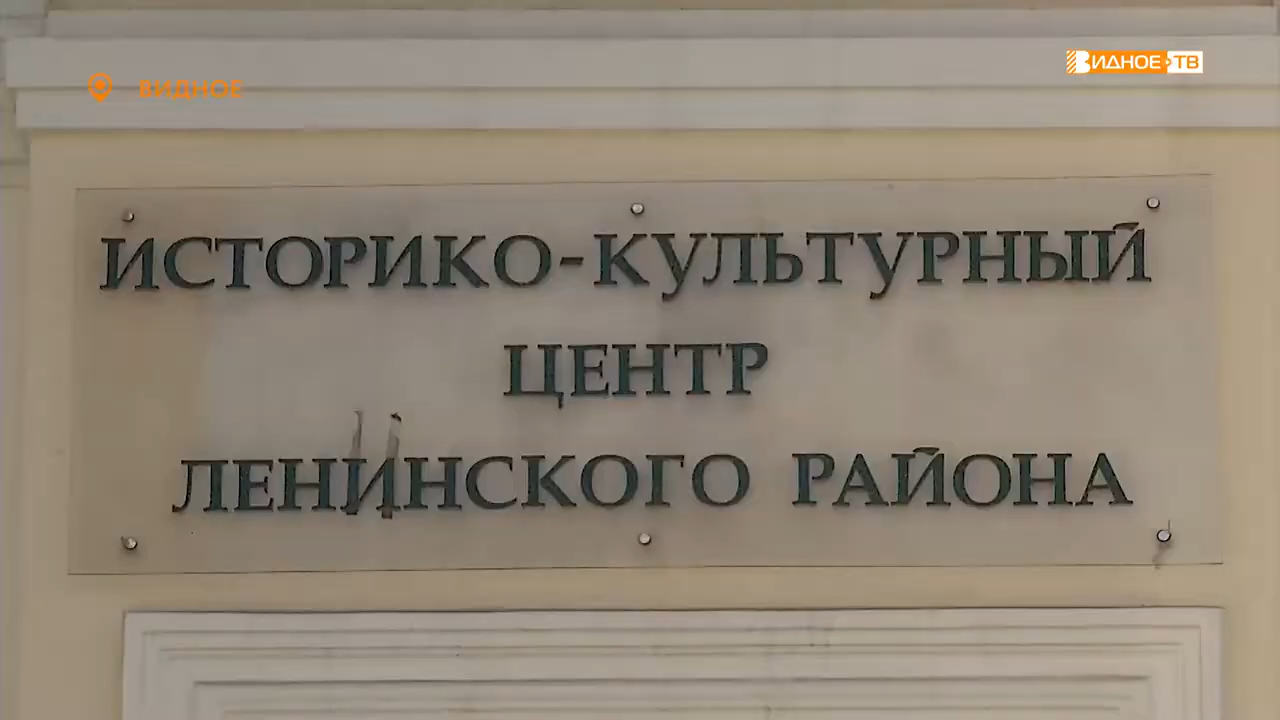 ВИДНОЕ
ВИДНОЕ ТВ
ИСТОРИКО-КУЛЬТУРНЫЙ
ЦЕНТР
ЛЕНИНСКОГО РАЙОНА